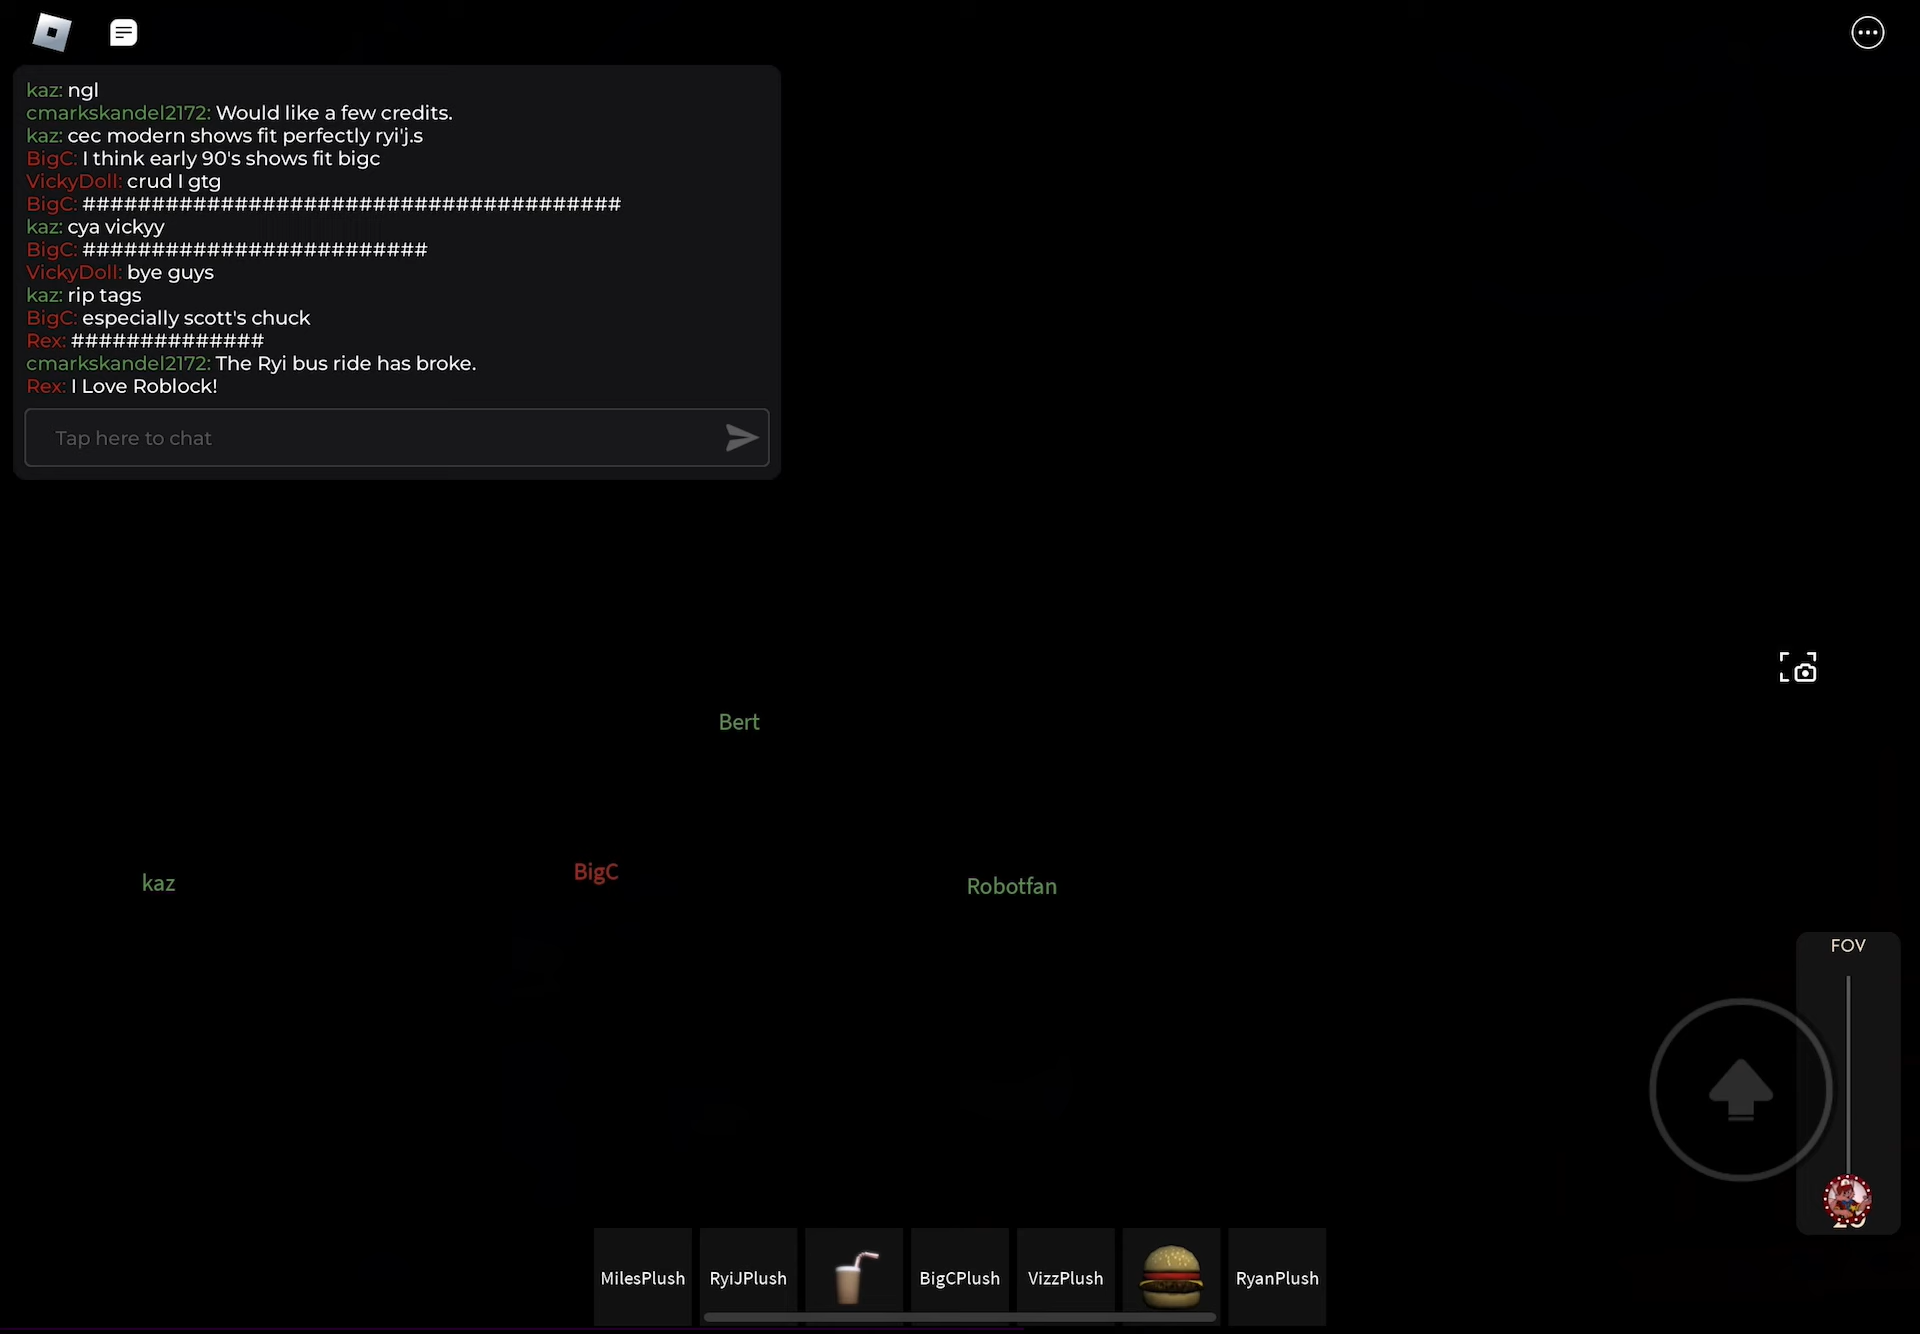 kaz: ngl
cmarkskandel2172: Would like a few credits.
kaz: cec modern shows fit perfectly ryi'j.s
BigC: I think early 90's shows fit bigc
VickyDoll: crud I gtg
BigC: #######################################
kaz: cya vickyy
BigC: #########################
VickyDoll: bye guys
kaz: rip tags
BigC: especially scott's chuck
Rex: ##############
cmarkskandel2172: The Ryi bus ride has broke.
Rex: I Love Roblock!
Tap here to chat
Bert
BigC
kaz
Robotfan
FOV
MilesPlush
RyiJPlush
BigCPlush
VizzPlush
RyanPlush